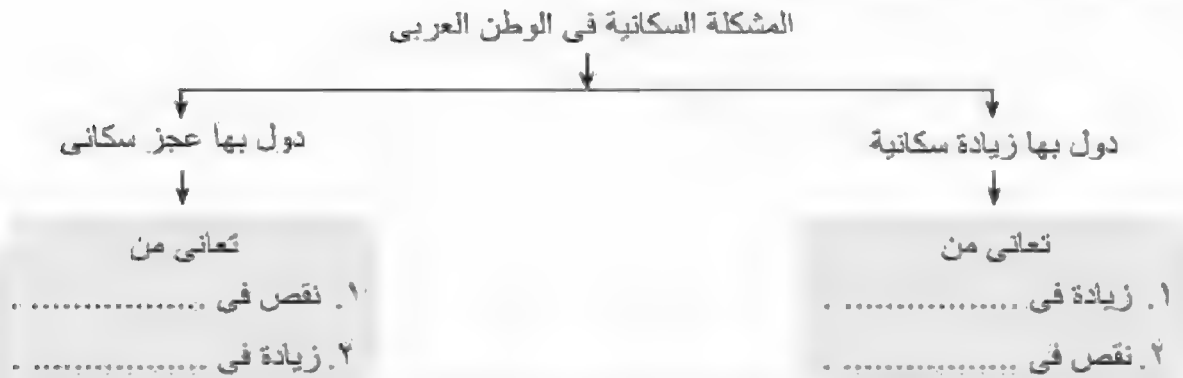 المشكلة السكانية فى الوطن العربى
دول بها زيادة سكانية
دول بها عجز سكانى
تعانى من
١. زيادة فى ................ .
٢. نقص فى ................ .
تعانى من
١. نقص فى ................ .
٢. زيادة فى ................ .